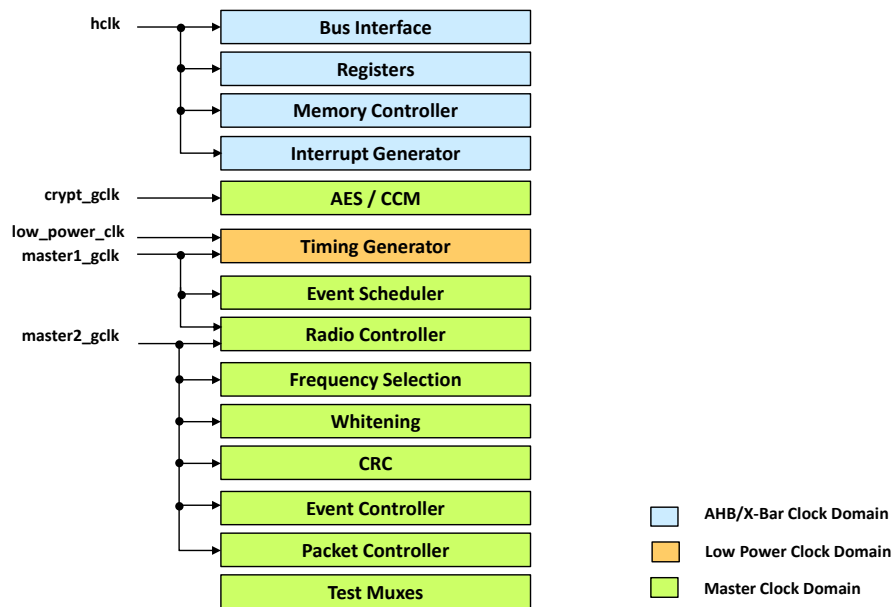 hclk
Bus Interface
Registers
Memory Controller
Interrupt Generator
crypt_gclk
AES / CCM
low_power_clk
master1_gclk
Timing Generator
Event Scheduler
master2_gclk
Radio Controller
Frequency Selection
Whitening
CRC
Event Controller
Packet Controller
Test Muxes
AHB/X-Bar Clock Domain
Low Power Clock Domain
Master Clock Domain